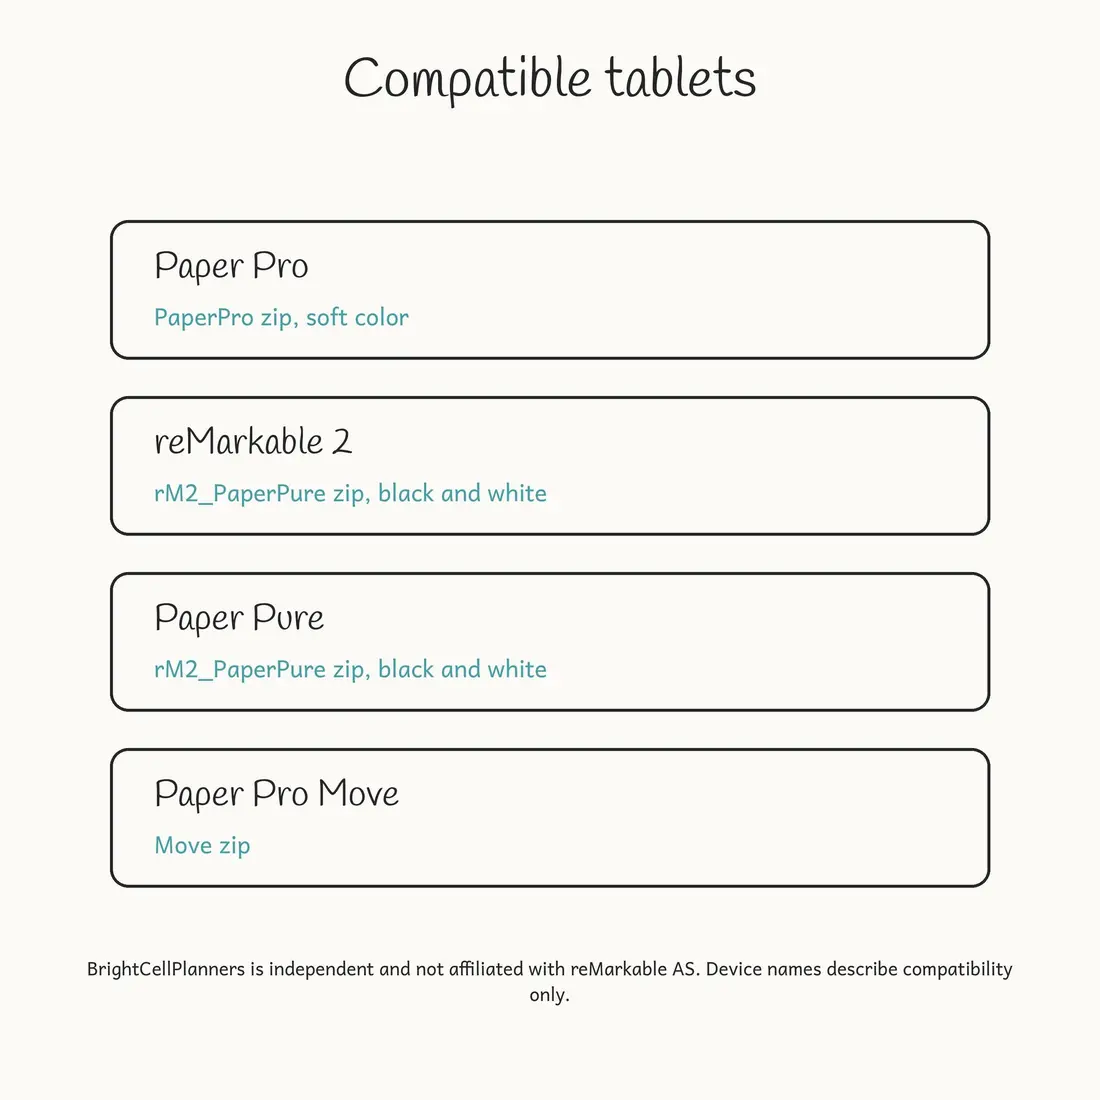 Compatible tablets
Paper Pro
PaperPro zip, soft color
reMarkable 2
rM2_PaperPure zip, black and white
Paper Pure
rM2_PaperPure zip, black and white
Paper Pro Move
Move zip
BrightCellPlanners is independent and not affiliated with reMarkable AS. Device names describe compatibility
only.